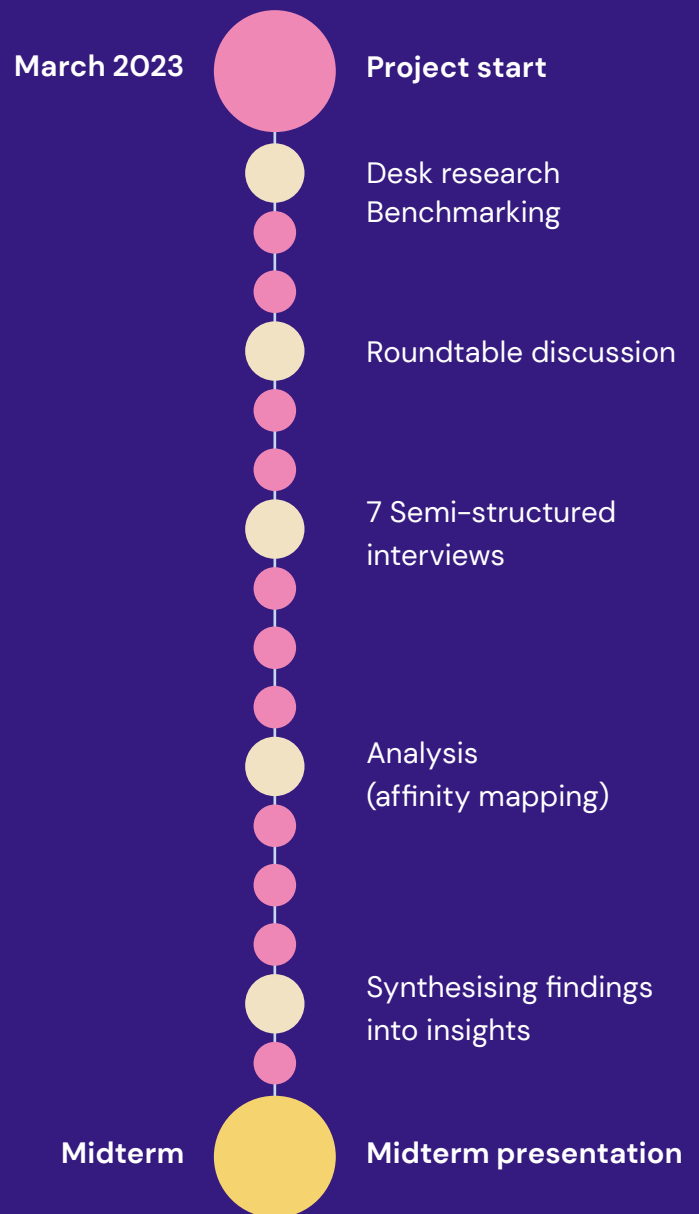 March 2023
Project start
Desk research
Benchmarking
Roundtable discussion
7 Semi-structured
interviews
Analysis
(affinity mapping)
Synthesising findings
into insights
Midterm
Midterm presentation